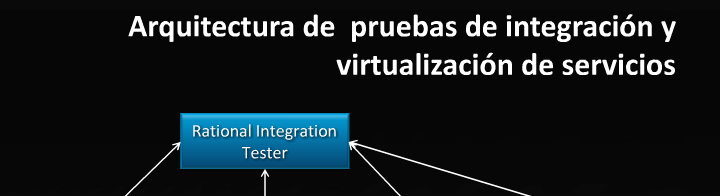 Arquitectura de  pruebas de integración y
virtualización de servicios
Rational Integration
Tester